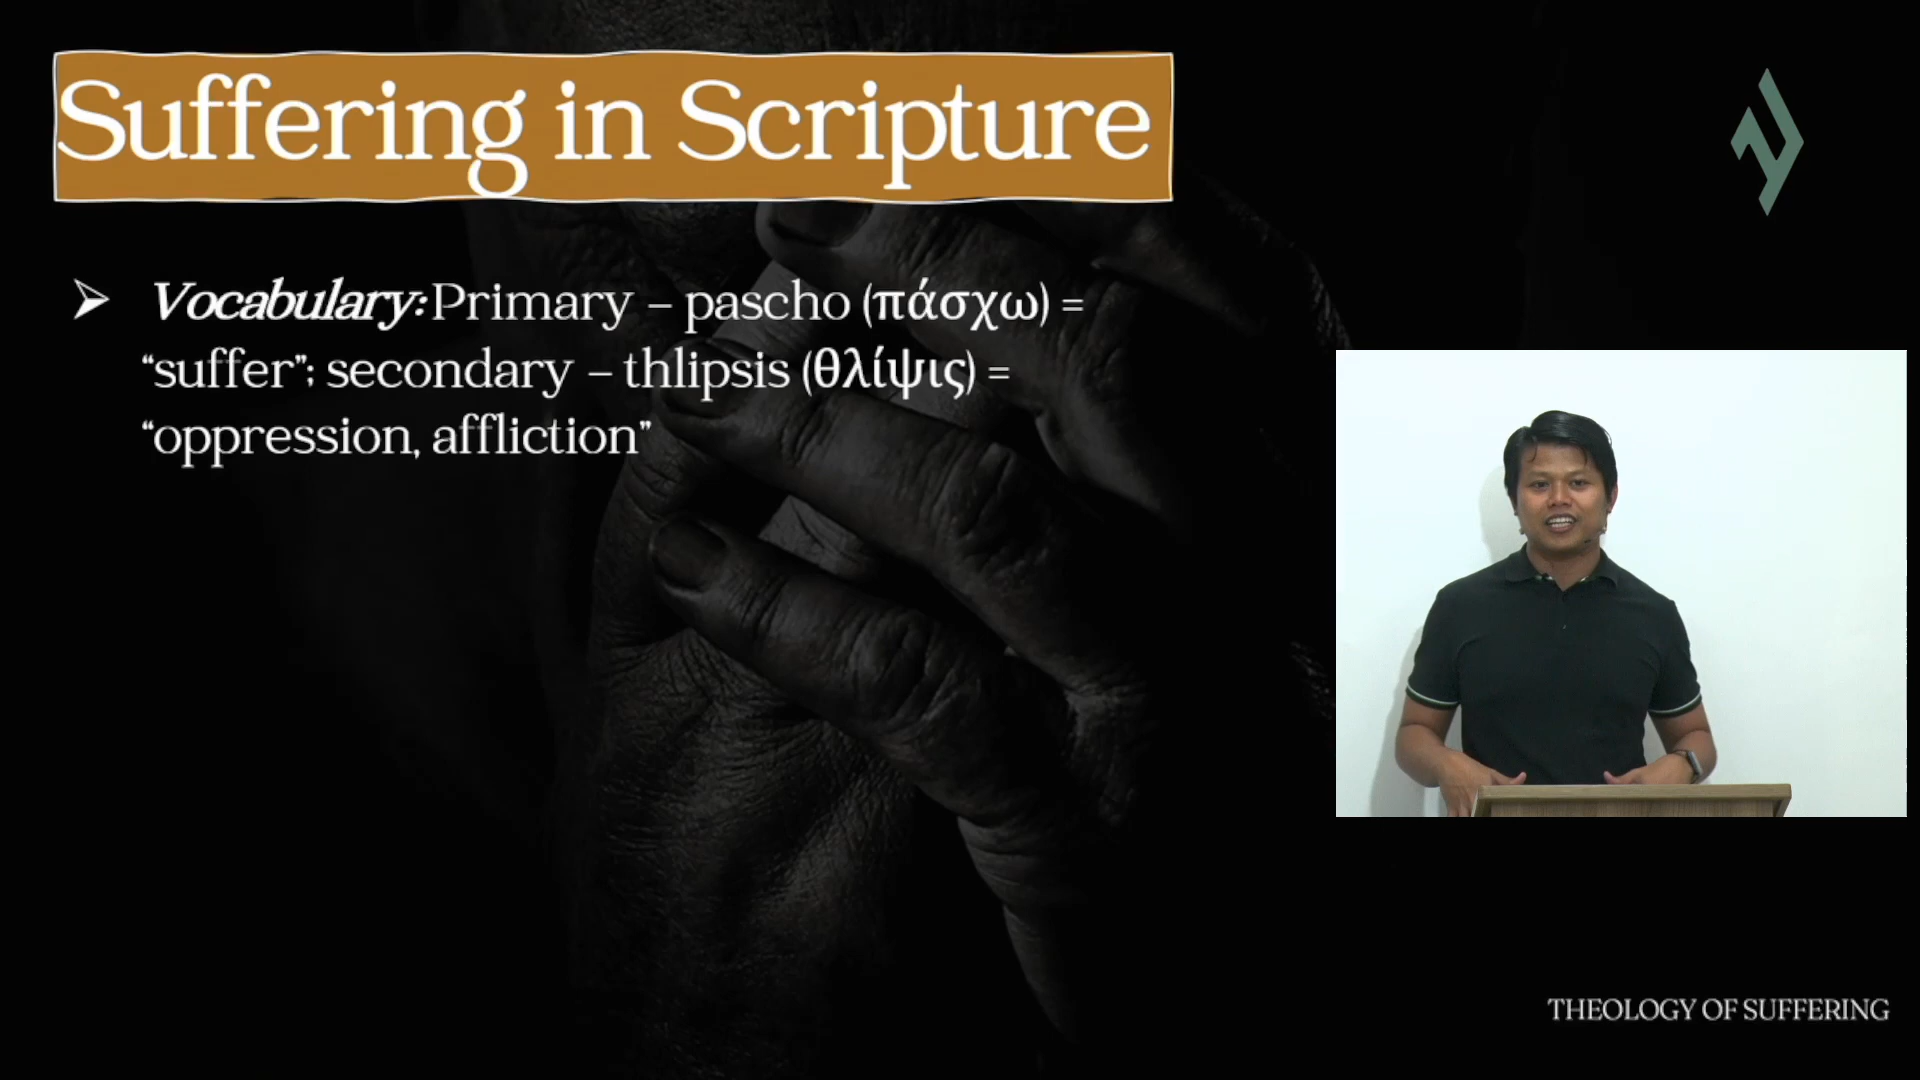 Suffering in Scripture
Vocabulary: Primary – pascho (πάσχω) =
“suffer”; secondary – thlipsis (θλίψις) =
“oppression, affliction”
THEOLOGY OF SUFFERING